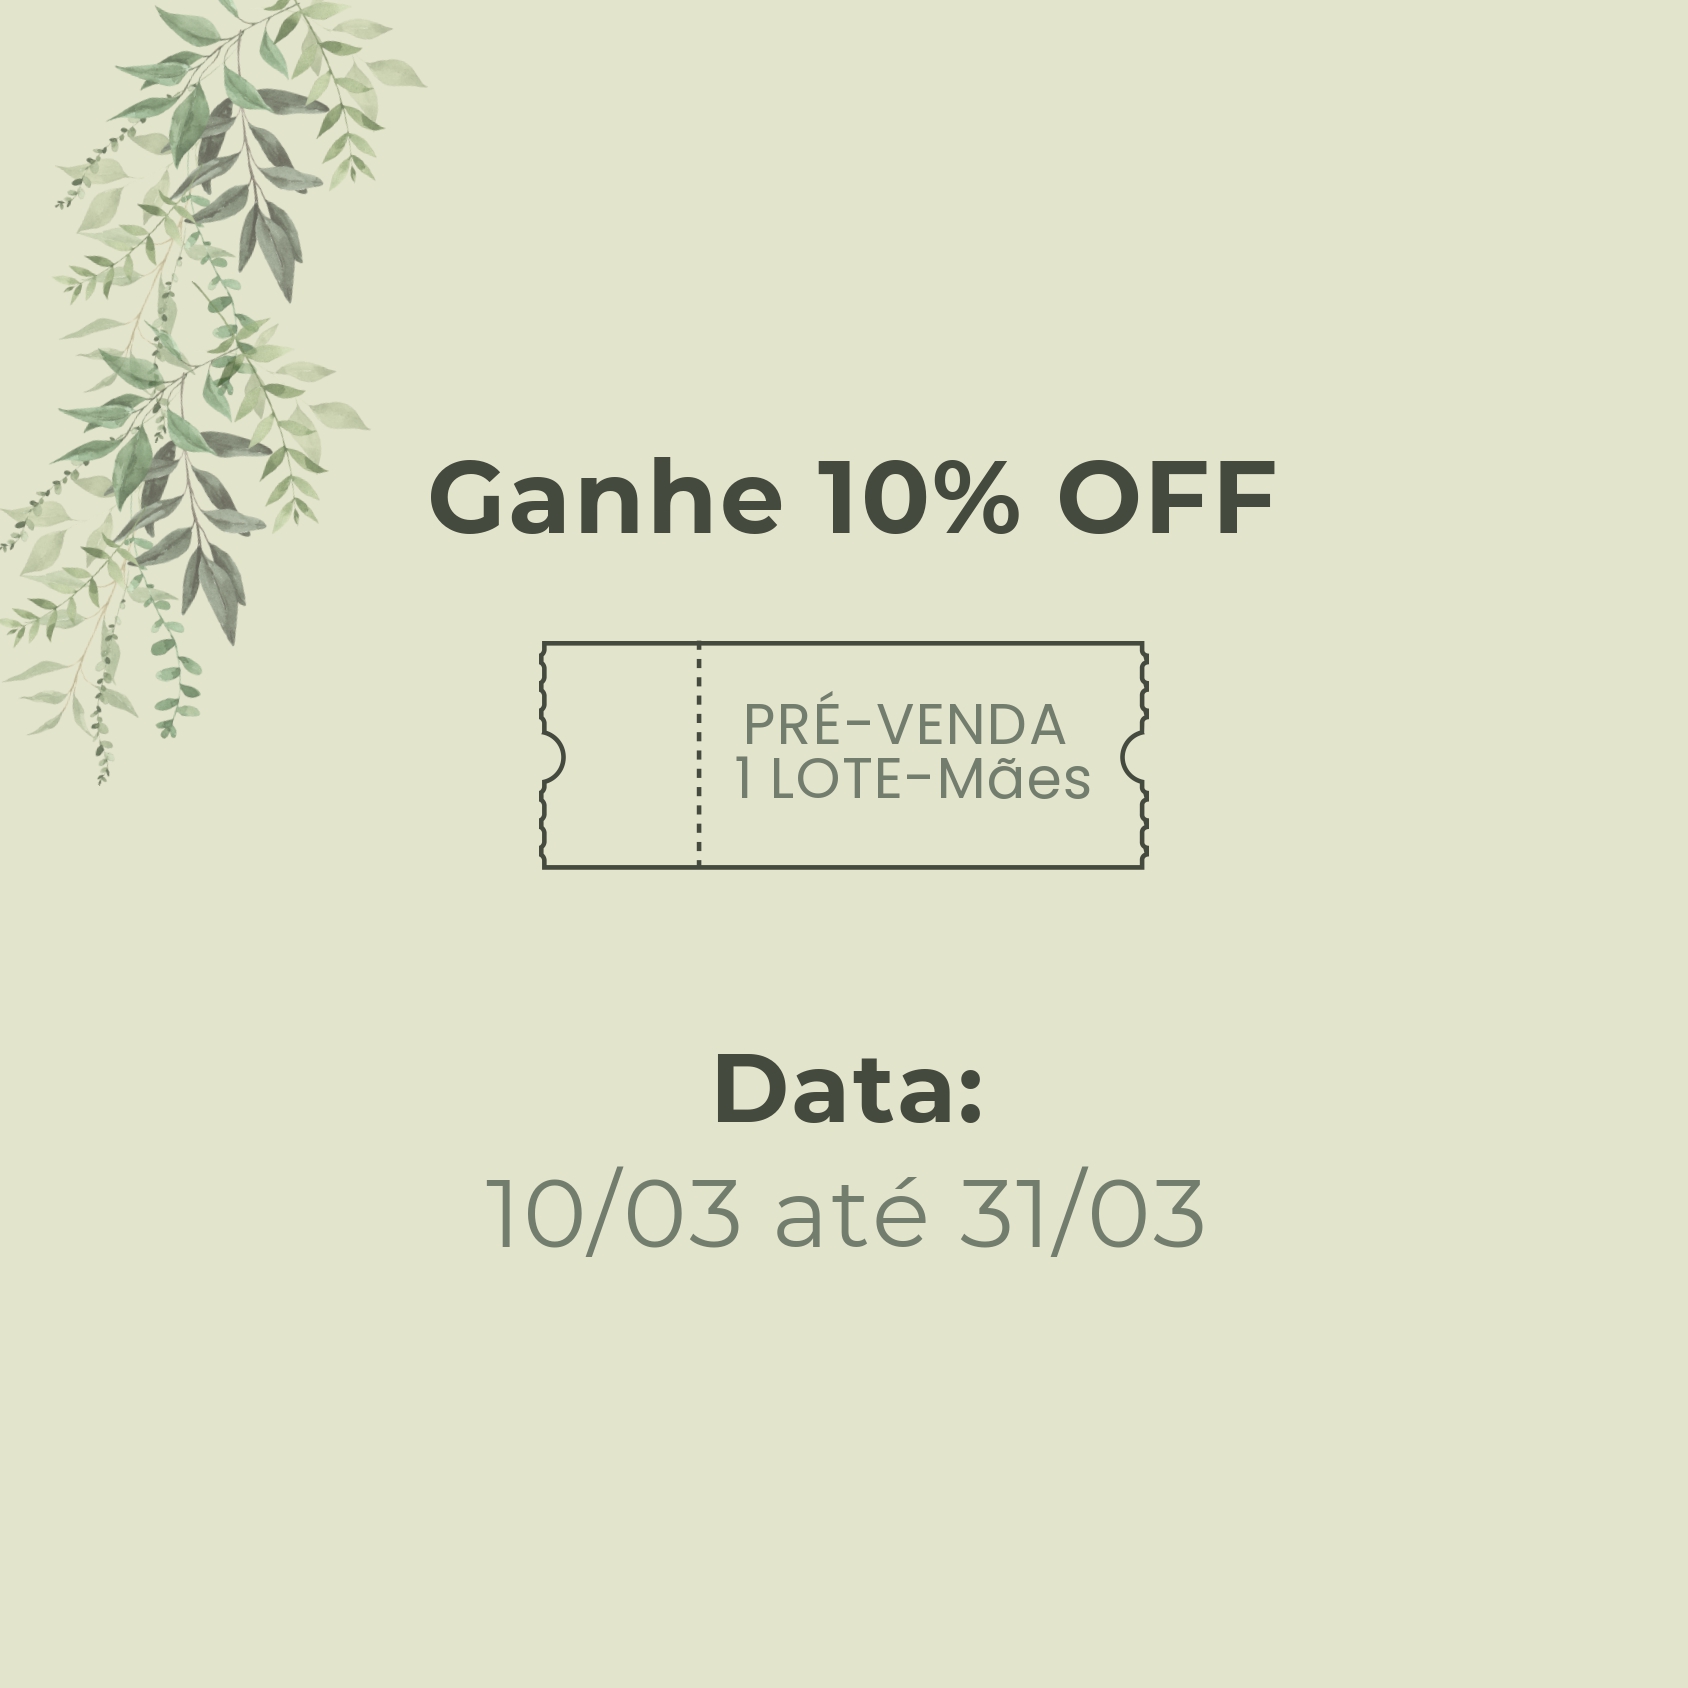 Ganhe 10% OFF
PRÉ-VENDA
1 LOTE-Mães
Data:
10/03 até 31/03